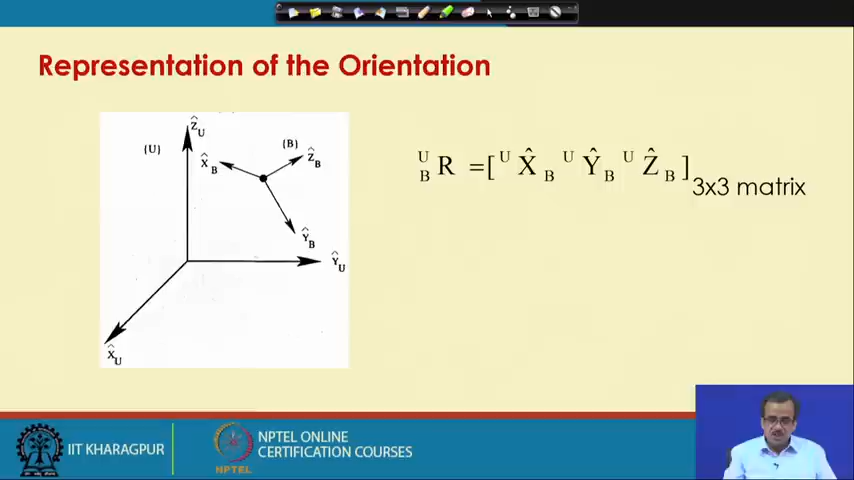 Representation of the Orientation
Ẑ_U
{U}
{B}
X̂_B
Ẑ_B
Ŷ_B
Ŷ_U
X̂_U
^U_B R = [ ^U X̂_B ^U Ŷ_B ^U Ẑ_B ] 3x3 matrix
IIT KHARAGPUR
NPTEL
NPTEL ONLINE
CERTIFICATION COURSES